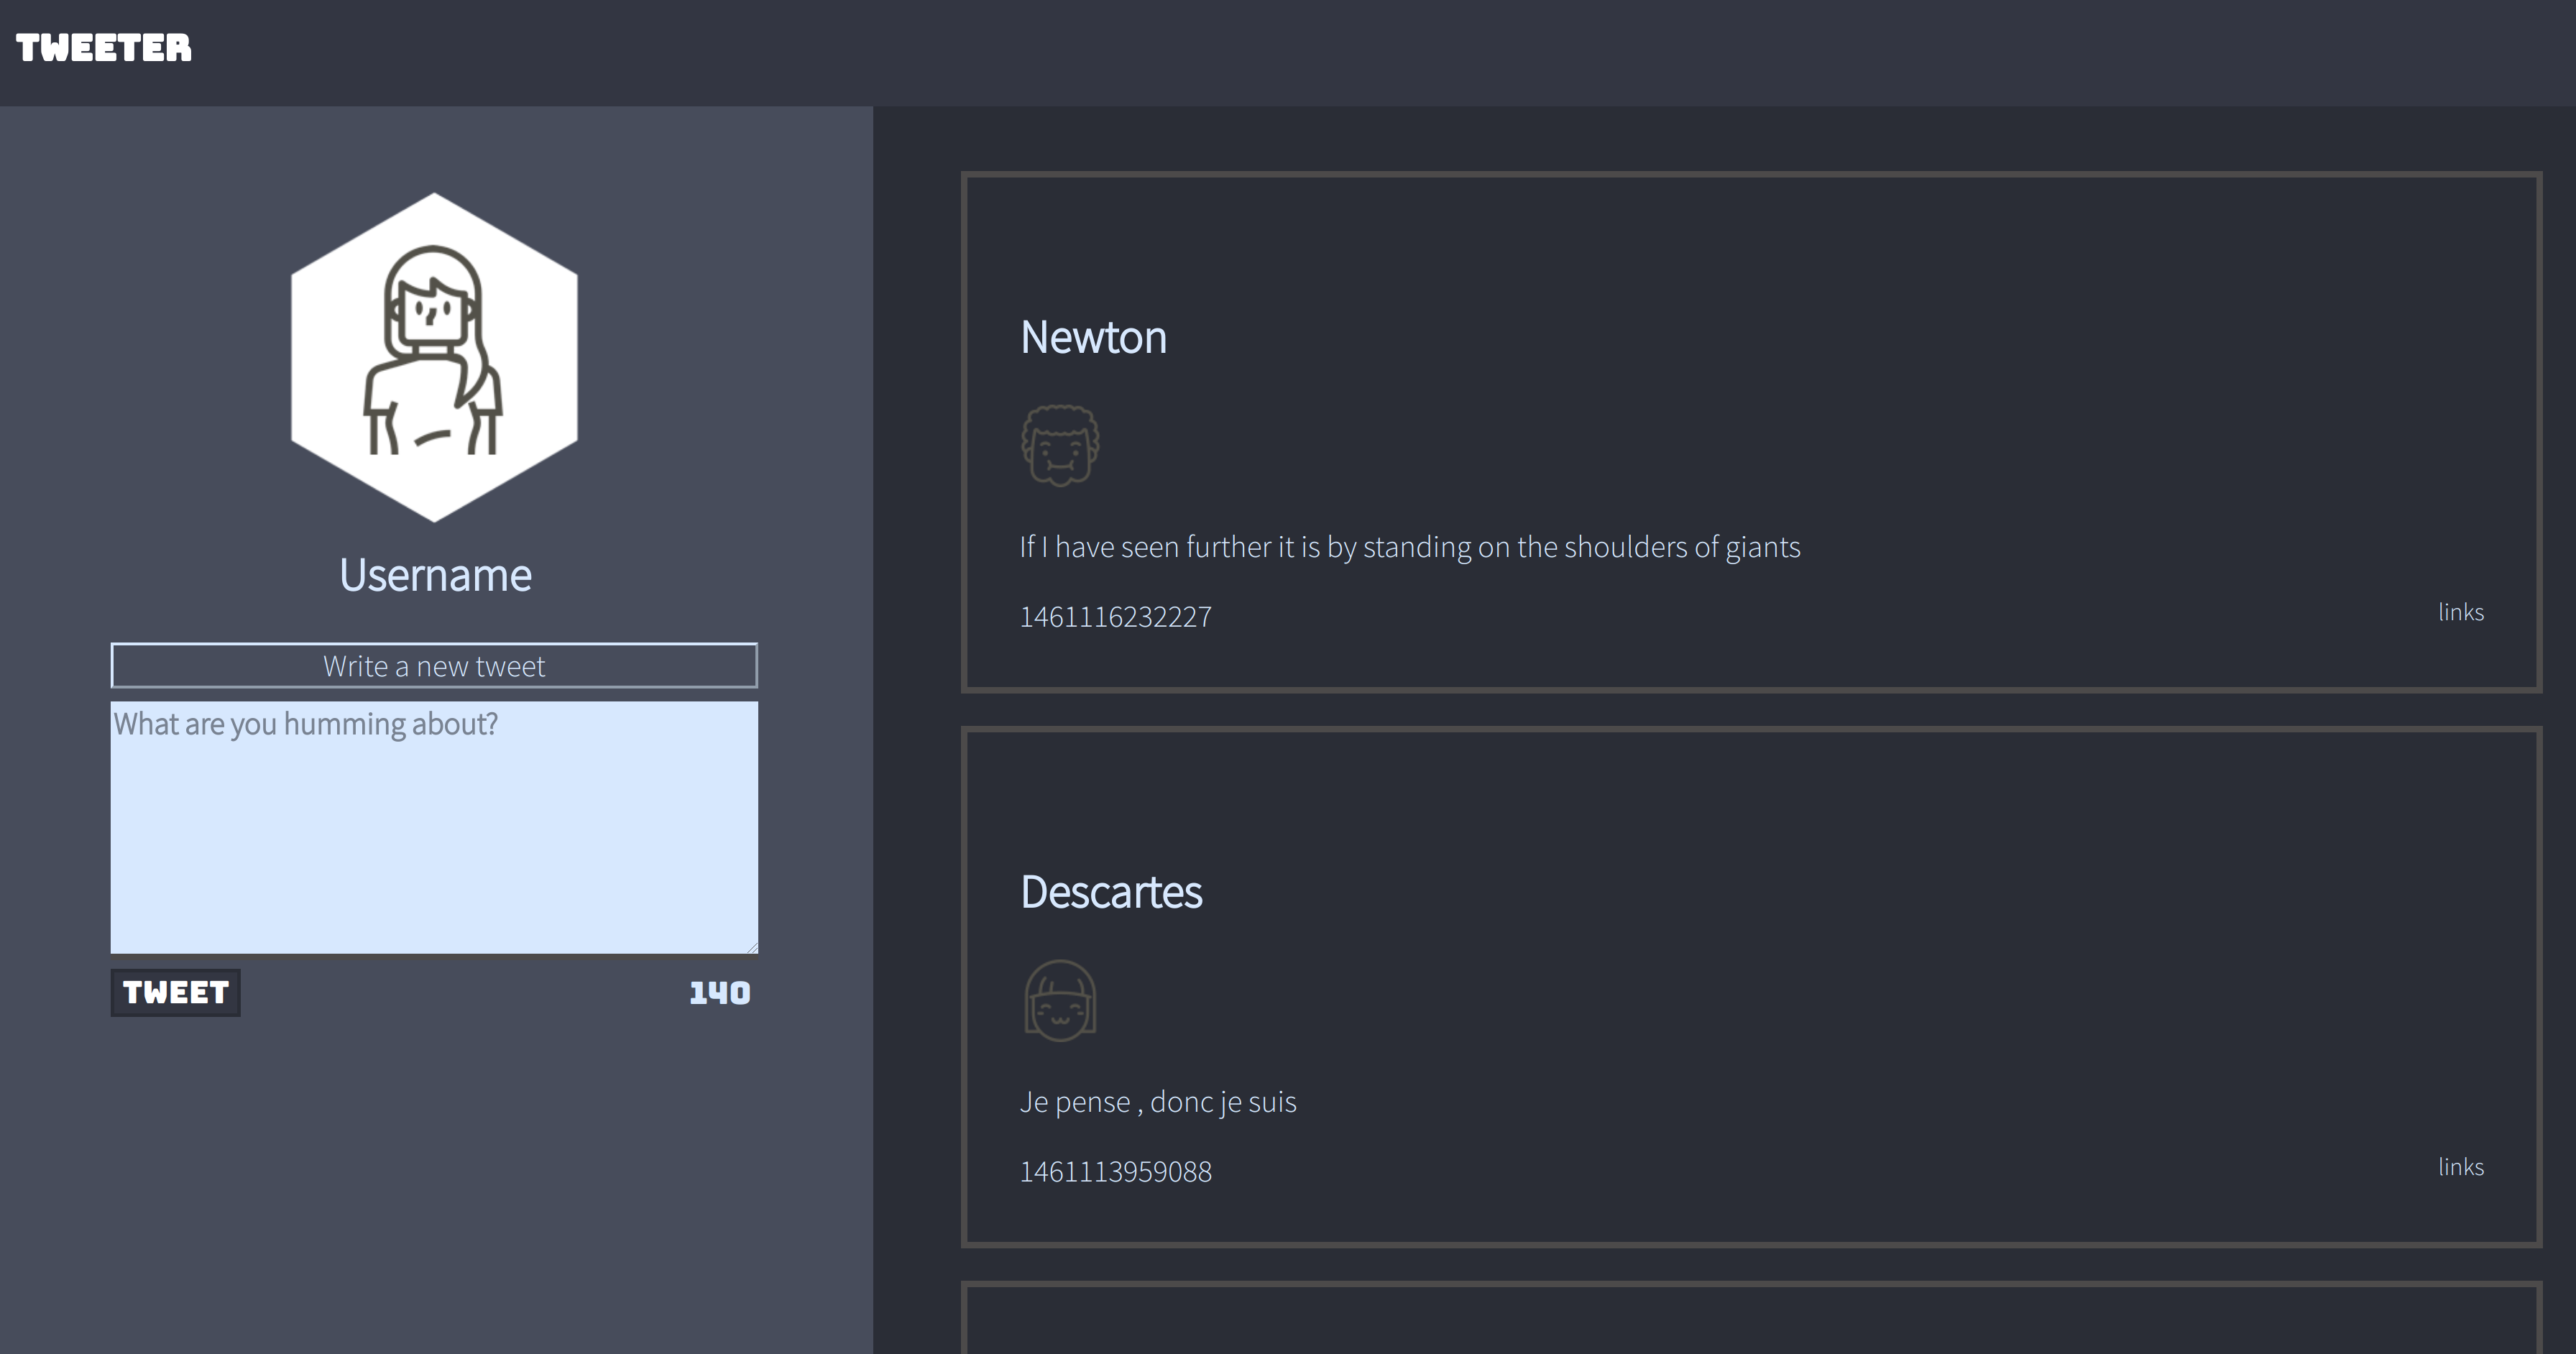 TWEETER
Username
Write a new tweet
What are you humming about?
TWEET
140
Newton
If I have seen further it is by standing on the shoulders of giants
1461116232227
links
Descartes
Je pense , donc je suis
1461113959088
links